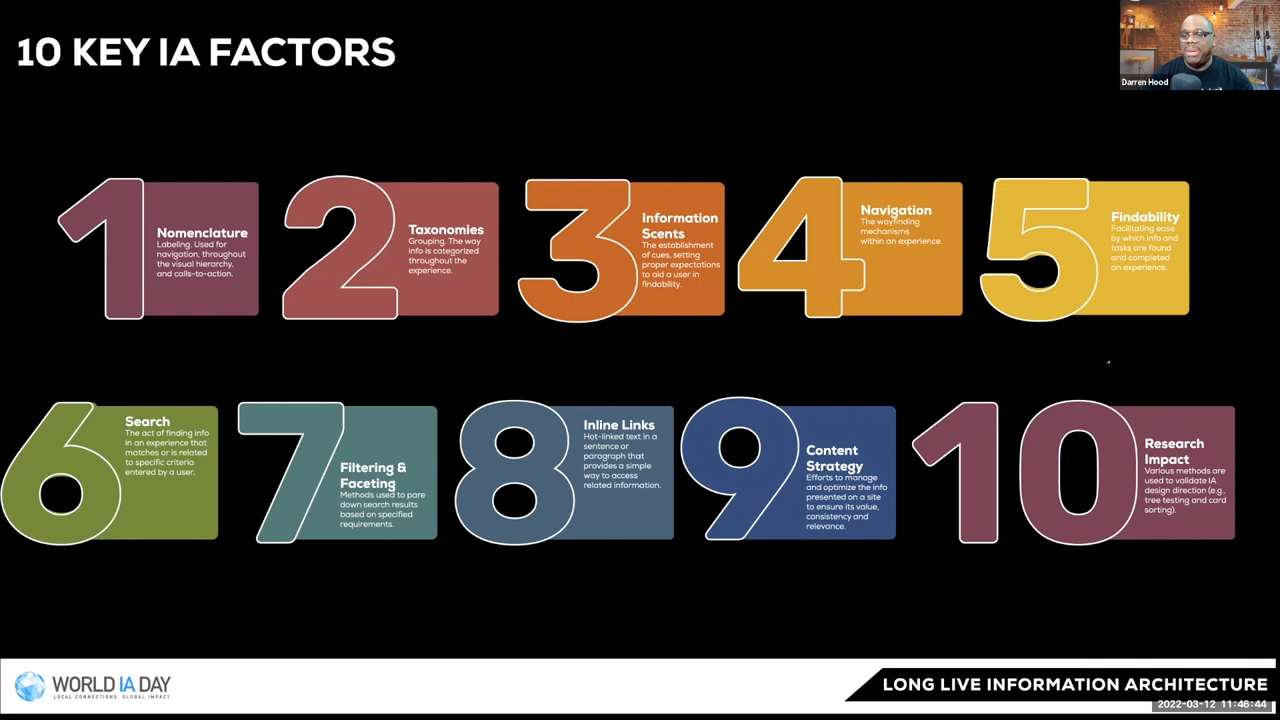 10 KEY IA FACTORS
Darren Hood
1
Nomenclature
Labeling. Used for
navigation, throughout
the visual hierarchy,
and calls-to-action.
2
Taxonomies
Grouping. The way
info is categorized
throughout the
experience.
3
Information
Scents
The establishment
of cues, setting
proper expectations
to aid a user in
findability.
4
Navigation
The wayfinding
mechanisms
within an experience.
5
Findability
Facilitating ease
by which info and
tasks are found
and completed
an experience.
6
Search
The act of finding info
in an experience that
matches or is related
to specific criteria
entered by a user.
7
Filtering &
Faceting
Methods used to pare
down search results
based on specified
requirements.
8
Inline Links
Hot-linked text in a
sentence or
paragraph that
provides a simple
way to access
related information.
9
Content
Strategy
Efforts to manage
and optimize the info
presented on a site
to ensure its value,
consistency and
relevance.
10
Research
Impact
Various methods are
used to validate IA
design direction (e.g.,
tree testing and card
sorting).
WORLD IA DAY
LOCAL CONNECTIONS. GLOBAL IMPACT.
LONG LIVE INFORMATION ARCHITECTURE
2022-03-12 11:46:44